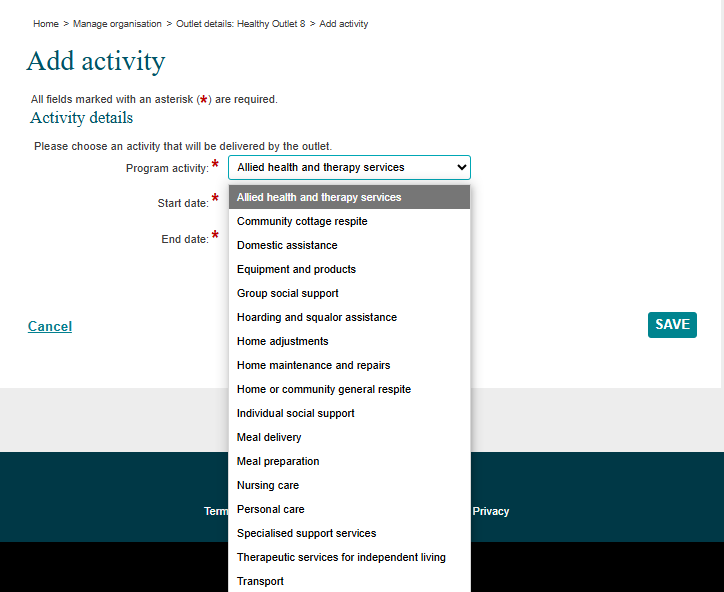 Home > Manage organisation > Outlet details: Healthy Outlet 8 > Add activity
Add activity
All fields marked with an asterisk (*) are required.
Activity details
Please choose an activity that will be delivered by the outlet.
Program activity: * Allied health and therapy services
Start date: *
End date: *
Allied health and therapy services
Community cottage respite
Domestic assistance
Equipment and products
Group social support
Hoarding and squalor assistance
Home adjustments
Home maintenance and repairs
Home or community general respite
Individual social support
Meal delivery
Meal preparation
Nursing care
Personal care
Specialised support services
Therapeutic services for independent living
Transport
Cancel
SAVE
Term
Privacy